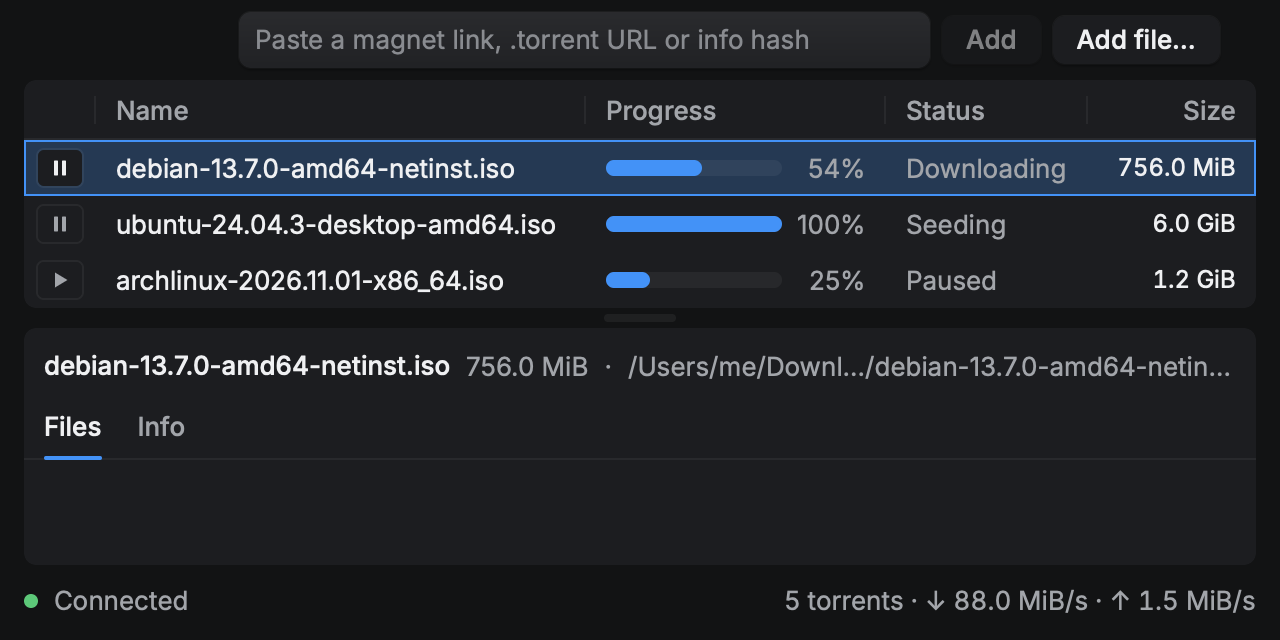 Paste a magnet link, .torrent URL or info hash Add Add file...
Name Progress Status Size
debian-13.7.0-amd64-netinst.iso 54% Downloading 756.0 MiB
ubuntu-24.04.3-desktop-amd64.iso 100% Seeding 6.0 GiB
archlinux-2026.11.01-x86_64.iso 25% Paused 1.2 GiB
debian-13.7.0-amd64-netinst.iso 756.0 MiB · /Users/me/Downl.../debian-13.7.0-amd64-netin...
Files Info
Connected 5 torrents · ↓ 88.0 MiB/s · ↑ 1.5 MiB/s